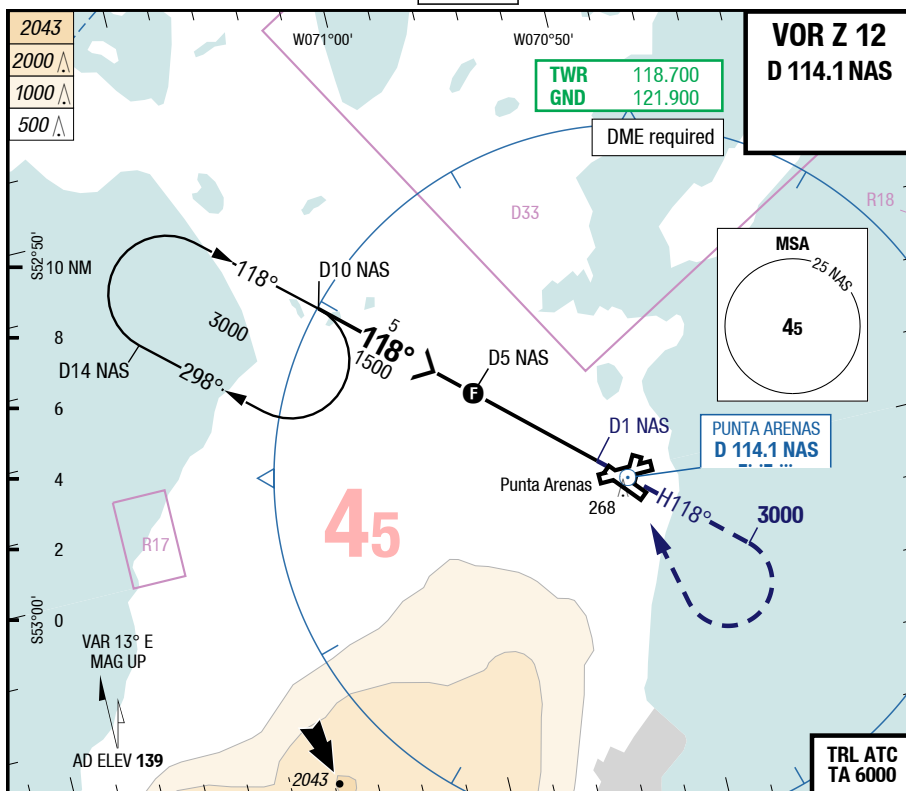 2043
2000
1000
500
W071°00'
W070°50'
VOR Z 12
D 114.1 NAS
TWR 118.700
GND 121.900
DME required
D33
R18
MSA
25 NAS
45
S52°50'
10 NM
8
6
4
2
0
S53°00'
118°
D10 NAS
3000
D14 NAS
298°
5
118°
1500
F
D5 NAS
D1 NAS
PUNTA ARENAS
D 114.1 NAS
Punta Arenas
268
H118°
3000
45
R17
VAR 13° E
MAG UP
AD ELEV 139
2043
TRL ATC
TA 6000